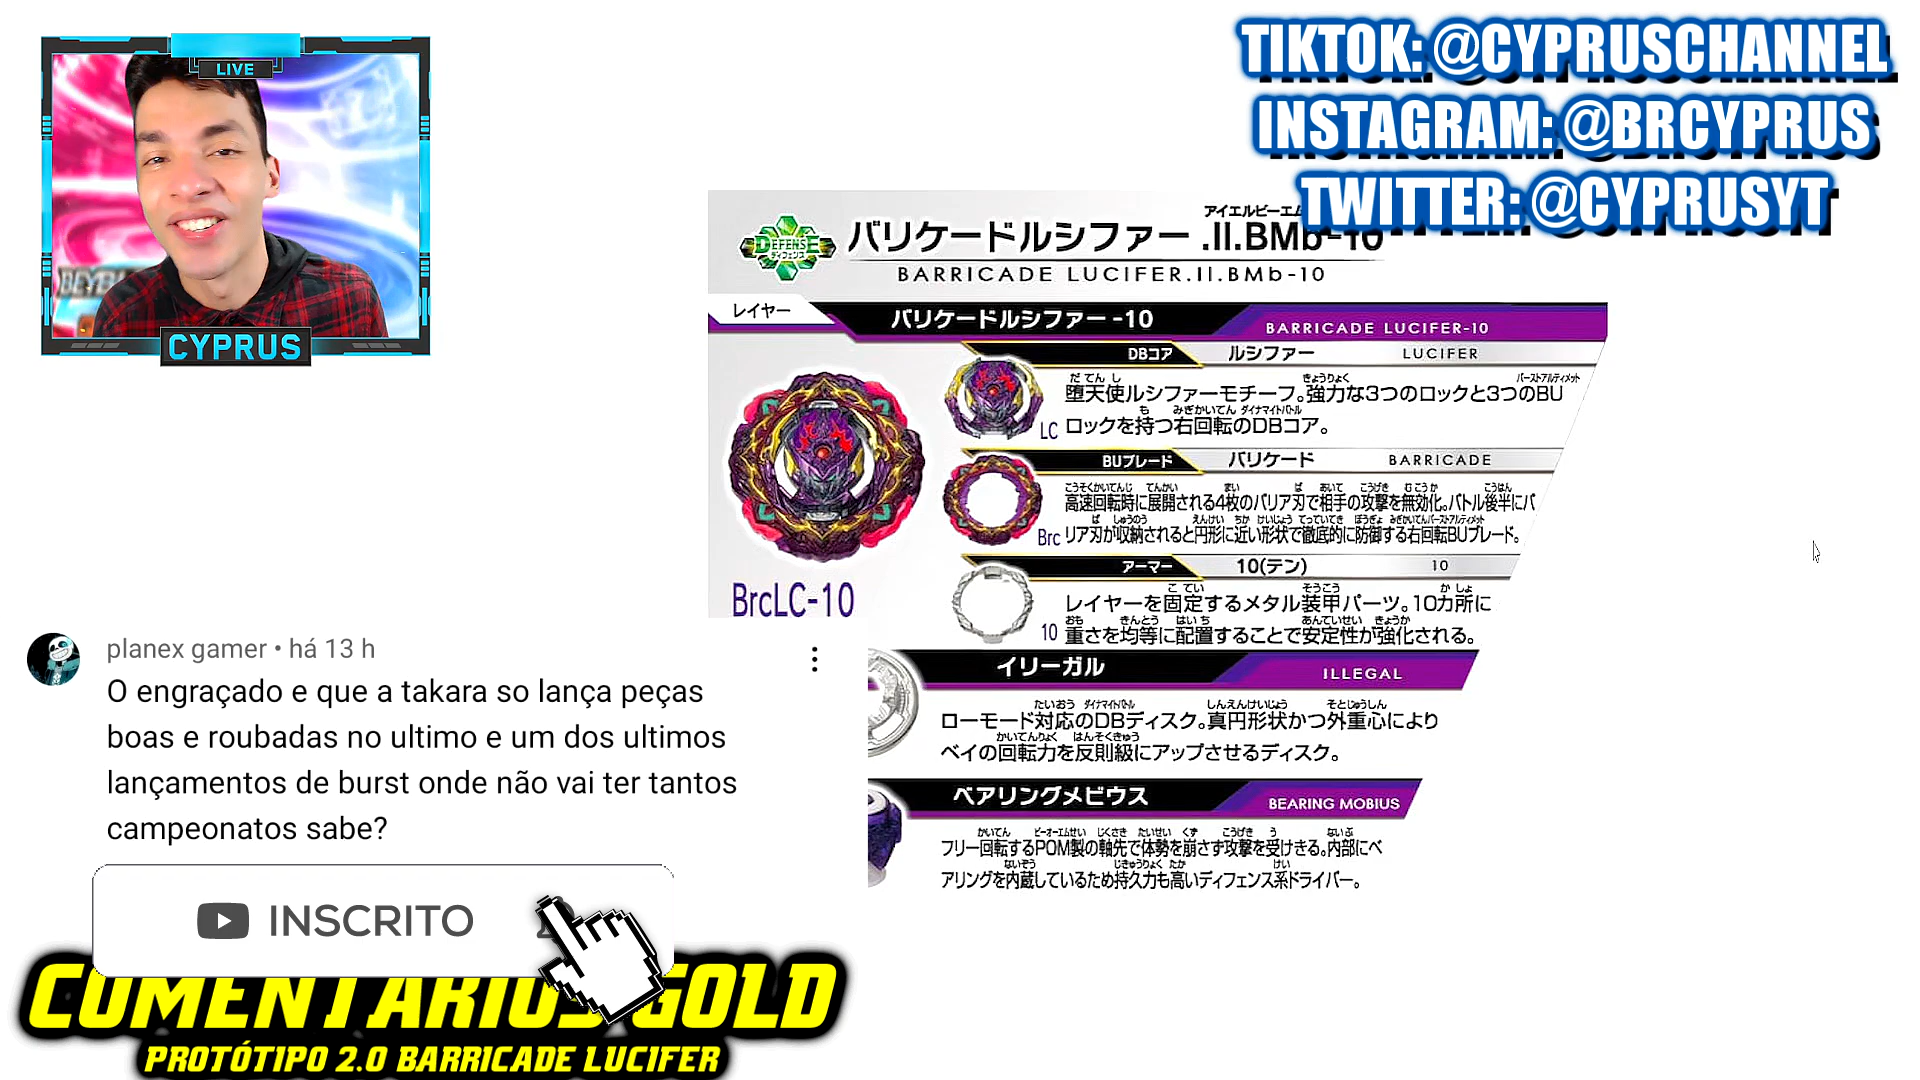 LIVE
CYPRUS
TIKTOK: @CYPRUSCHANNEL
INSTAGRAM: @BRCYPRUS
TWITTER: @CYPRUSYT
DEFENSE
ディフェンス
アイエルビーエム
バリケードルシファー .Il.BMb-10
BARRICADE LUCIFER.Il.BMb-10
レイヤー
バリケードルシファー -10
BARRICADE LUCIFER-10
DBコア
ルシファー
LUCIFER
堕天使ルシファーモチーフ。強力な3つのロックと3つのBU
ロックを持つ右回転のDBコア。
LC
BUブレード
バリケード
BARRICADE
高速回転時に展開される4枚のバリア刃で相手の攻撃を無効化。バトル後半にバ
リア刃が収納されると円形に近い形状で徹底的に防御する右回転BUブレード。
Brc
アーマー
10(テン)
10
レイヤーを固定するメタル装甲パーツ。10カ所に
重さを均等に配置することで安定性が強化される。
10
BrcLC-10
イリーガル
ILLEGAL
ローモード対応のDBディスク。真円形状かつ外重心により
ベイの回転力を反則級にアップさせるディスク。
ベアリングメビウス
BEARING MOBIUS
フリー回転するPOM製の軸先で体勢を崩さず攻撃を受けきる。内部にベ
アリングを内蔵しているため持久力も高いディフェンス系ドライバー。
planex gamer • há 13 h
O engraçado e que a takara so lança peças
boas e roubadas no ultimo e um dos ultimos
lançamentos de burst onde não vai ter tantos
campeonatos sabe?
INSCRITO
COMENTÁRIOS GOLD
PROTÓTIPO 2.0 BARRICADE LUCIFER